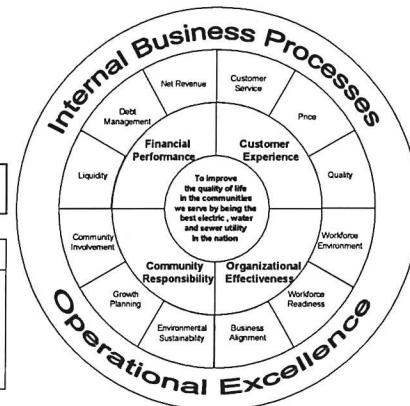 Internal Business Processes
Net Revenue
Customer
Service
Debt
Management
Price
Financial
Performance
Customer
Experience
Liquidity
Quality
To improve
the quality of life
in the communities
we serve by being the
best electric , water
and sewer utility
in the nation
Community
Involvement
Workforce
Environment
Community
Responsibility
Organizational
Effectiveness
Growth
Planning
Workforce
Readiness
Environmental
Sustainability
Business
Alignment
Operational Excellence